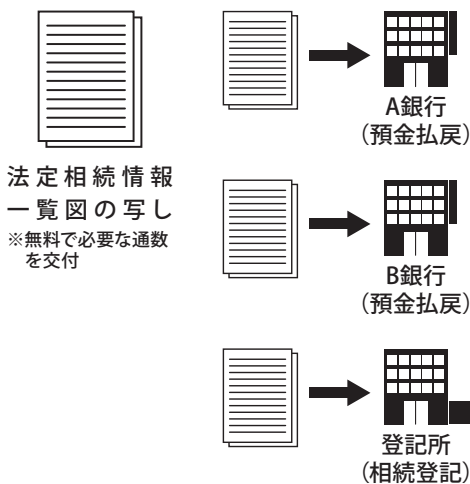 法定相続情報
一覧図の写し
※無料で必要な通数
を交付
A銀行
（預金払戻）
B銀行
（預金払戻）
登記所
（相続登記）